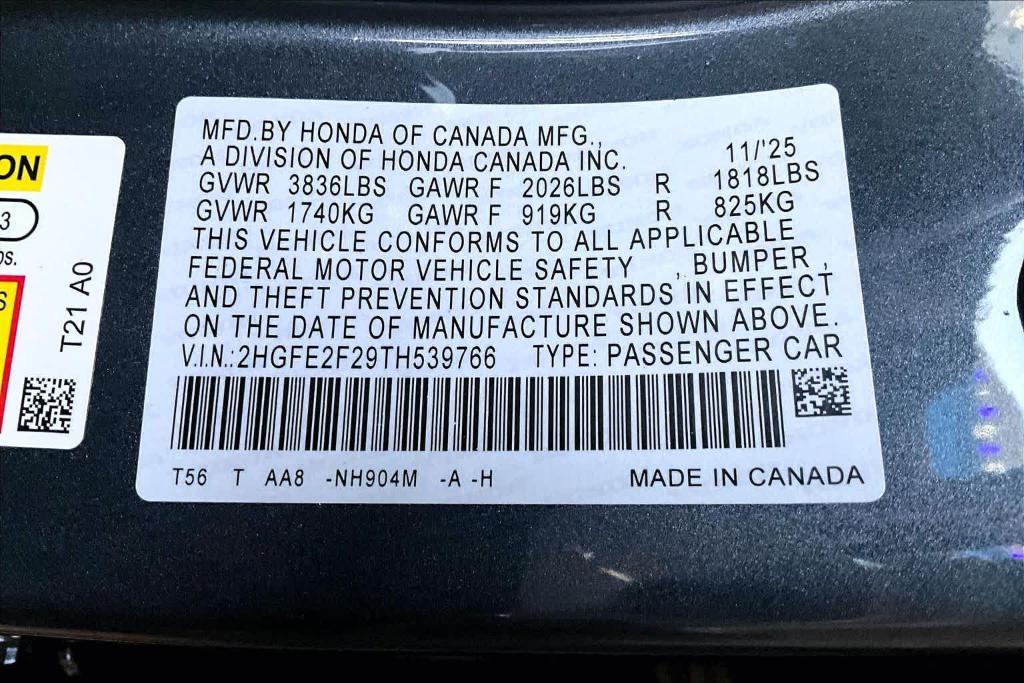 MFD.BY HONDA OF CANADA MFG.,
A DIVISION OF HONDA CANADA INC. 11/'25
GVWR 3836LBS GAWR F 2026LBS R 1818LBS
GVWR 1740KG GAWR F 919KG R 825KG
THIS VEHICLE CONFORMS TO ALL APPLICABLE
FEDERAL MOTOR VEHICLE SAFETY , BUMPER ,
AND THEFT PREVENTION STANDARDS IN EFFECT
ON THE DATE OF MANUFACTURE SHOWN ABOVE.
V.I.N.:2HGFE2F29TH539766 TYPE: PASSENGER CAR
T56 T AA8 -NH904M -A -H MADE IN CANADA
ON
3
T21 A0